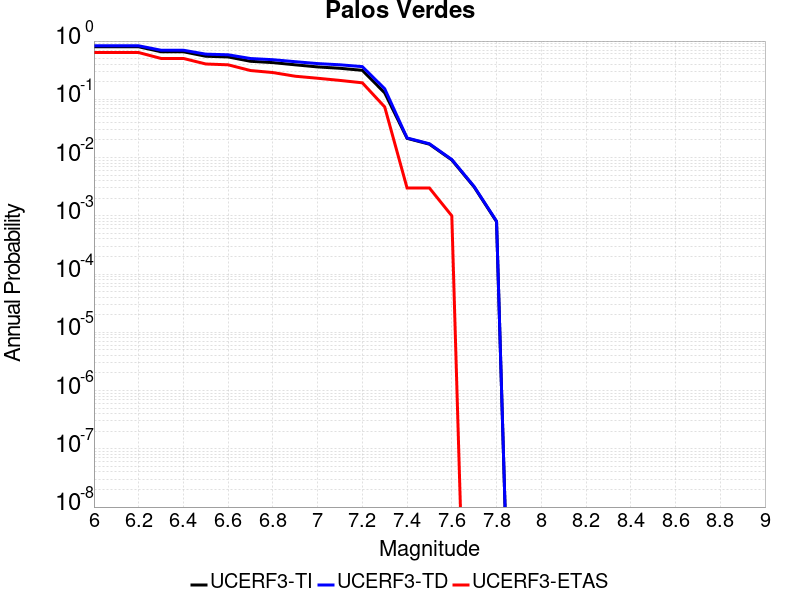 Palos Verdes
10^0
10^-1
10^-2
10^-3
10^-4
10^-5
10^-6
10^-7
10^-8
Annual Probability
6 6.2 6.4 6.6 6.8 7 7.2 7.4 7.6 7.8 8 8.2 8.4 8.6 8.8 9
Magnitude
UCERF3-TI UCERF3-TD UCERF3-ETAS